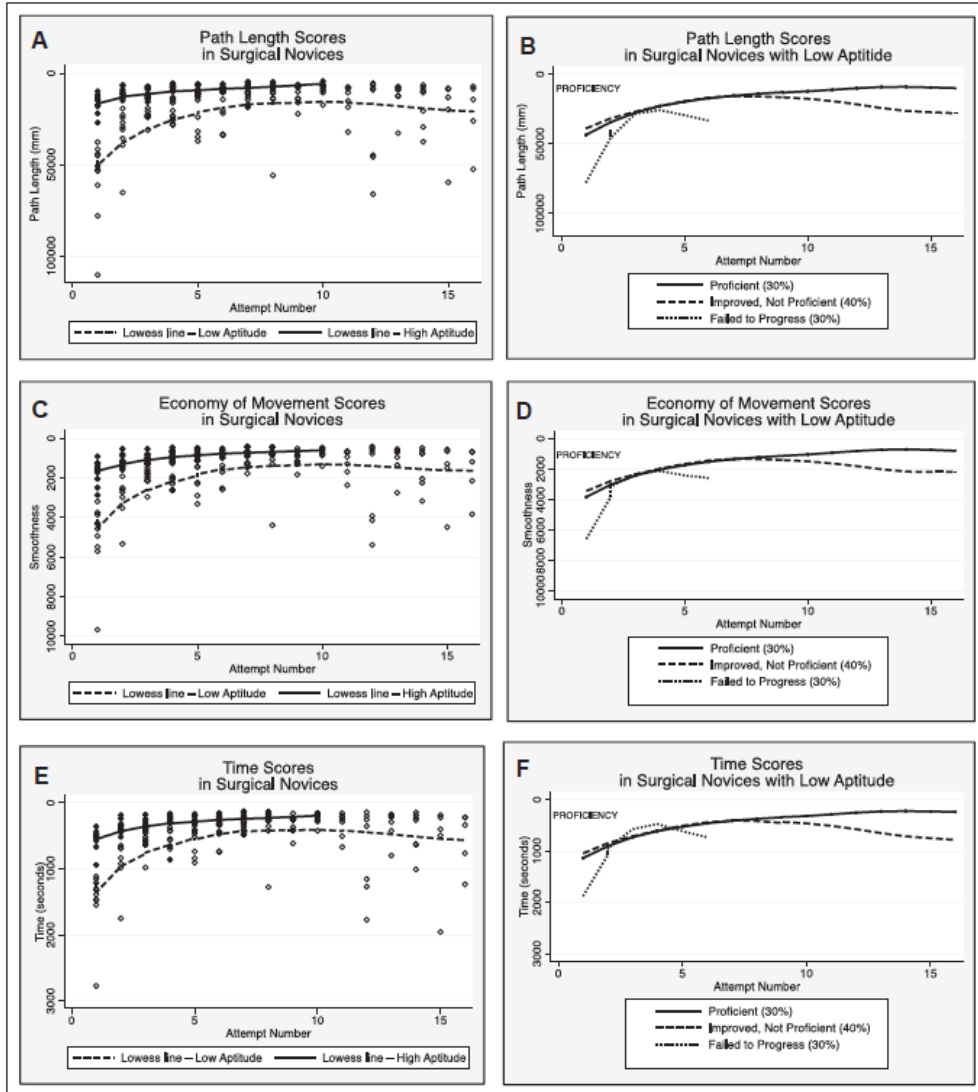 A
Path Length Scores
in Surgical Novices
0
50000
100000
Path Length (mm)
0
5
10
15
Attempt Number
Lowess line – Low Aptitude
Lowess line – High Aptitude
B
Path Length Scores
in Surgical Novices with Low Aptitide
PROFICIENCY
0
50000
100000
Path Length (mm)
0
5
10
15
Attempt Number
Proficient (30%)
Improved, Not Proficient (40%)
Failed to Progress (30%)
C
Economy of Movement Scores
in Surgical Novices
0
2000
4000
6000
8000
10000
Smoothness
0
5
10
15
Attempt Number
Lowess line – Low Aptitude
Lowess line – High Aptitude
D
Economy of Movement Scores
in Surgical Novices with Low Aptitude
PROFICIENCY
0
2000
4000
6000
8000
10000
Smoothness
0
5
10
15
Attempt Number
Proficient (30%)
Improved, Not Proficient (40%)
Failed to Progress (30%)
E
Time Scores
in Surgical Novices
0
1000
2000
3000
Time (seconds)
0
5
10
15
Attempt Number
Lowess line – Low Aptitude
Lowess line – High Aptitude
F
Time Scores
in Surgical Novices with Low Aptitude
PROFICIENCY
0
1000
2000
3000
Time (seconds)
0
5
10
15
Attempt Number
Proficient (30%)
Improved, Not Proficient (40%)
Failed to Progress (30%)